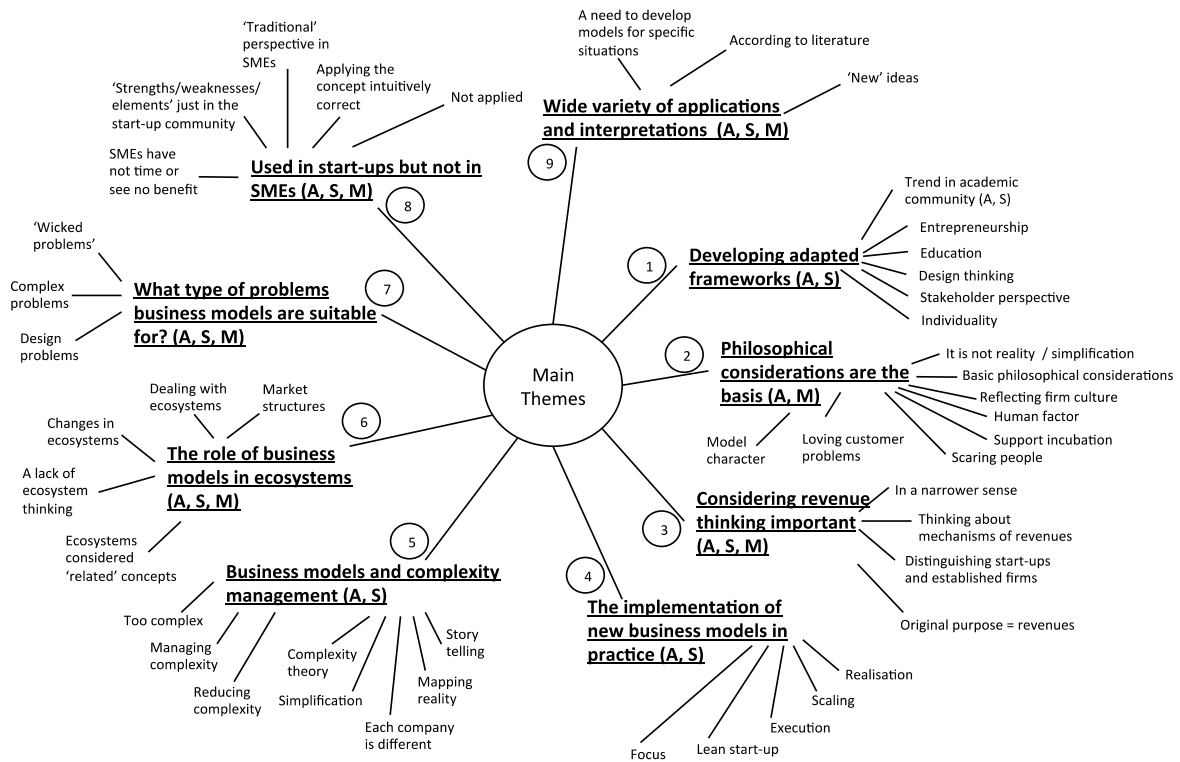 Main
Themes
1
Developing adapted
frameworks (A, S)
Trend in academic
community (A, S)
Entrepreneurship
Education
Design thinking
Stakeholder perspective
Individuality
2
Philosophical
considerations are the
basis (A, M)
It is not reality / simplification
Basic philosophical considerations
Reflecting firm culture
Human factor
Support incubation
Scaring people
Loving customer
problems
Model
character
3
Considering revenue
thinking important
(A, S, M)
In a narrower sense
Thinking about
mechanisms of revenues
Distinguishing start-ups
and established firms
Original purpose = revenues
4
The implementation of
new business models in
practice (A, S)
Realisation
Scaling
Execution
Lean start-up
Focus
5
Business models and complexity
management (A, S)
Too complex
Managing
complexity
Reducing
complexity
Complexity
theory
Simplification
Each company
is different
Mapping
reality
Story
telling
6
The role of business
models in ecosystems
(A, S, M)
Market
structures
Dealing with
ecosystems
Changes in
ecosystems
A lack of
ecosystem
thinking
Ecosystems
considered
‘related’ concepts
7
What type of problems
business models are suitable
for? (A, S, M)
‘Wicked
problems’
Complex
problems
Design
problems
8
Used in start-ups but not in
SMEs (A, S, M)
SMEs have
not time or
see no benefit
‘Strengths/weaknesses/
elements’ just in the
start-up community
‘Traditional’
perspective in
SMEs
Applying the
concept intuitively
correct
Not applied
9
Wide variety of applications
and interpretations (A, S, M)
A need to develop
models for specific
situations
According to literature
‘New’ ideas